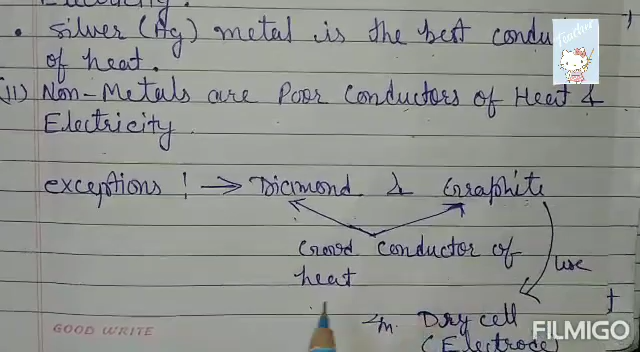 • Silver (Ag) metal is the best condu
of heat.
(ii) Non-Metals are Poor Conductors of Heat &
Electricity
exceptions! → Diamond & Graphite
Good conductor of
heat
use
In Dry cell
(Electrode)
GOOD WRITE
FILMIGO